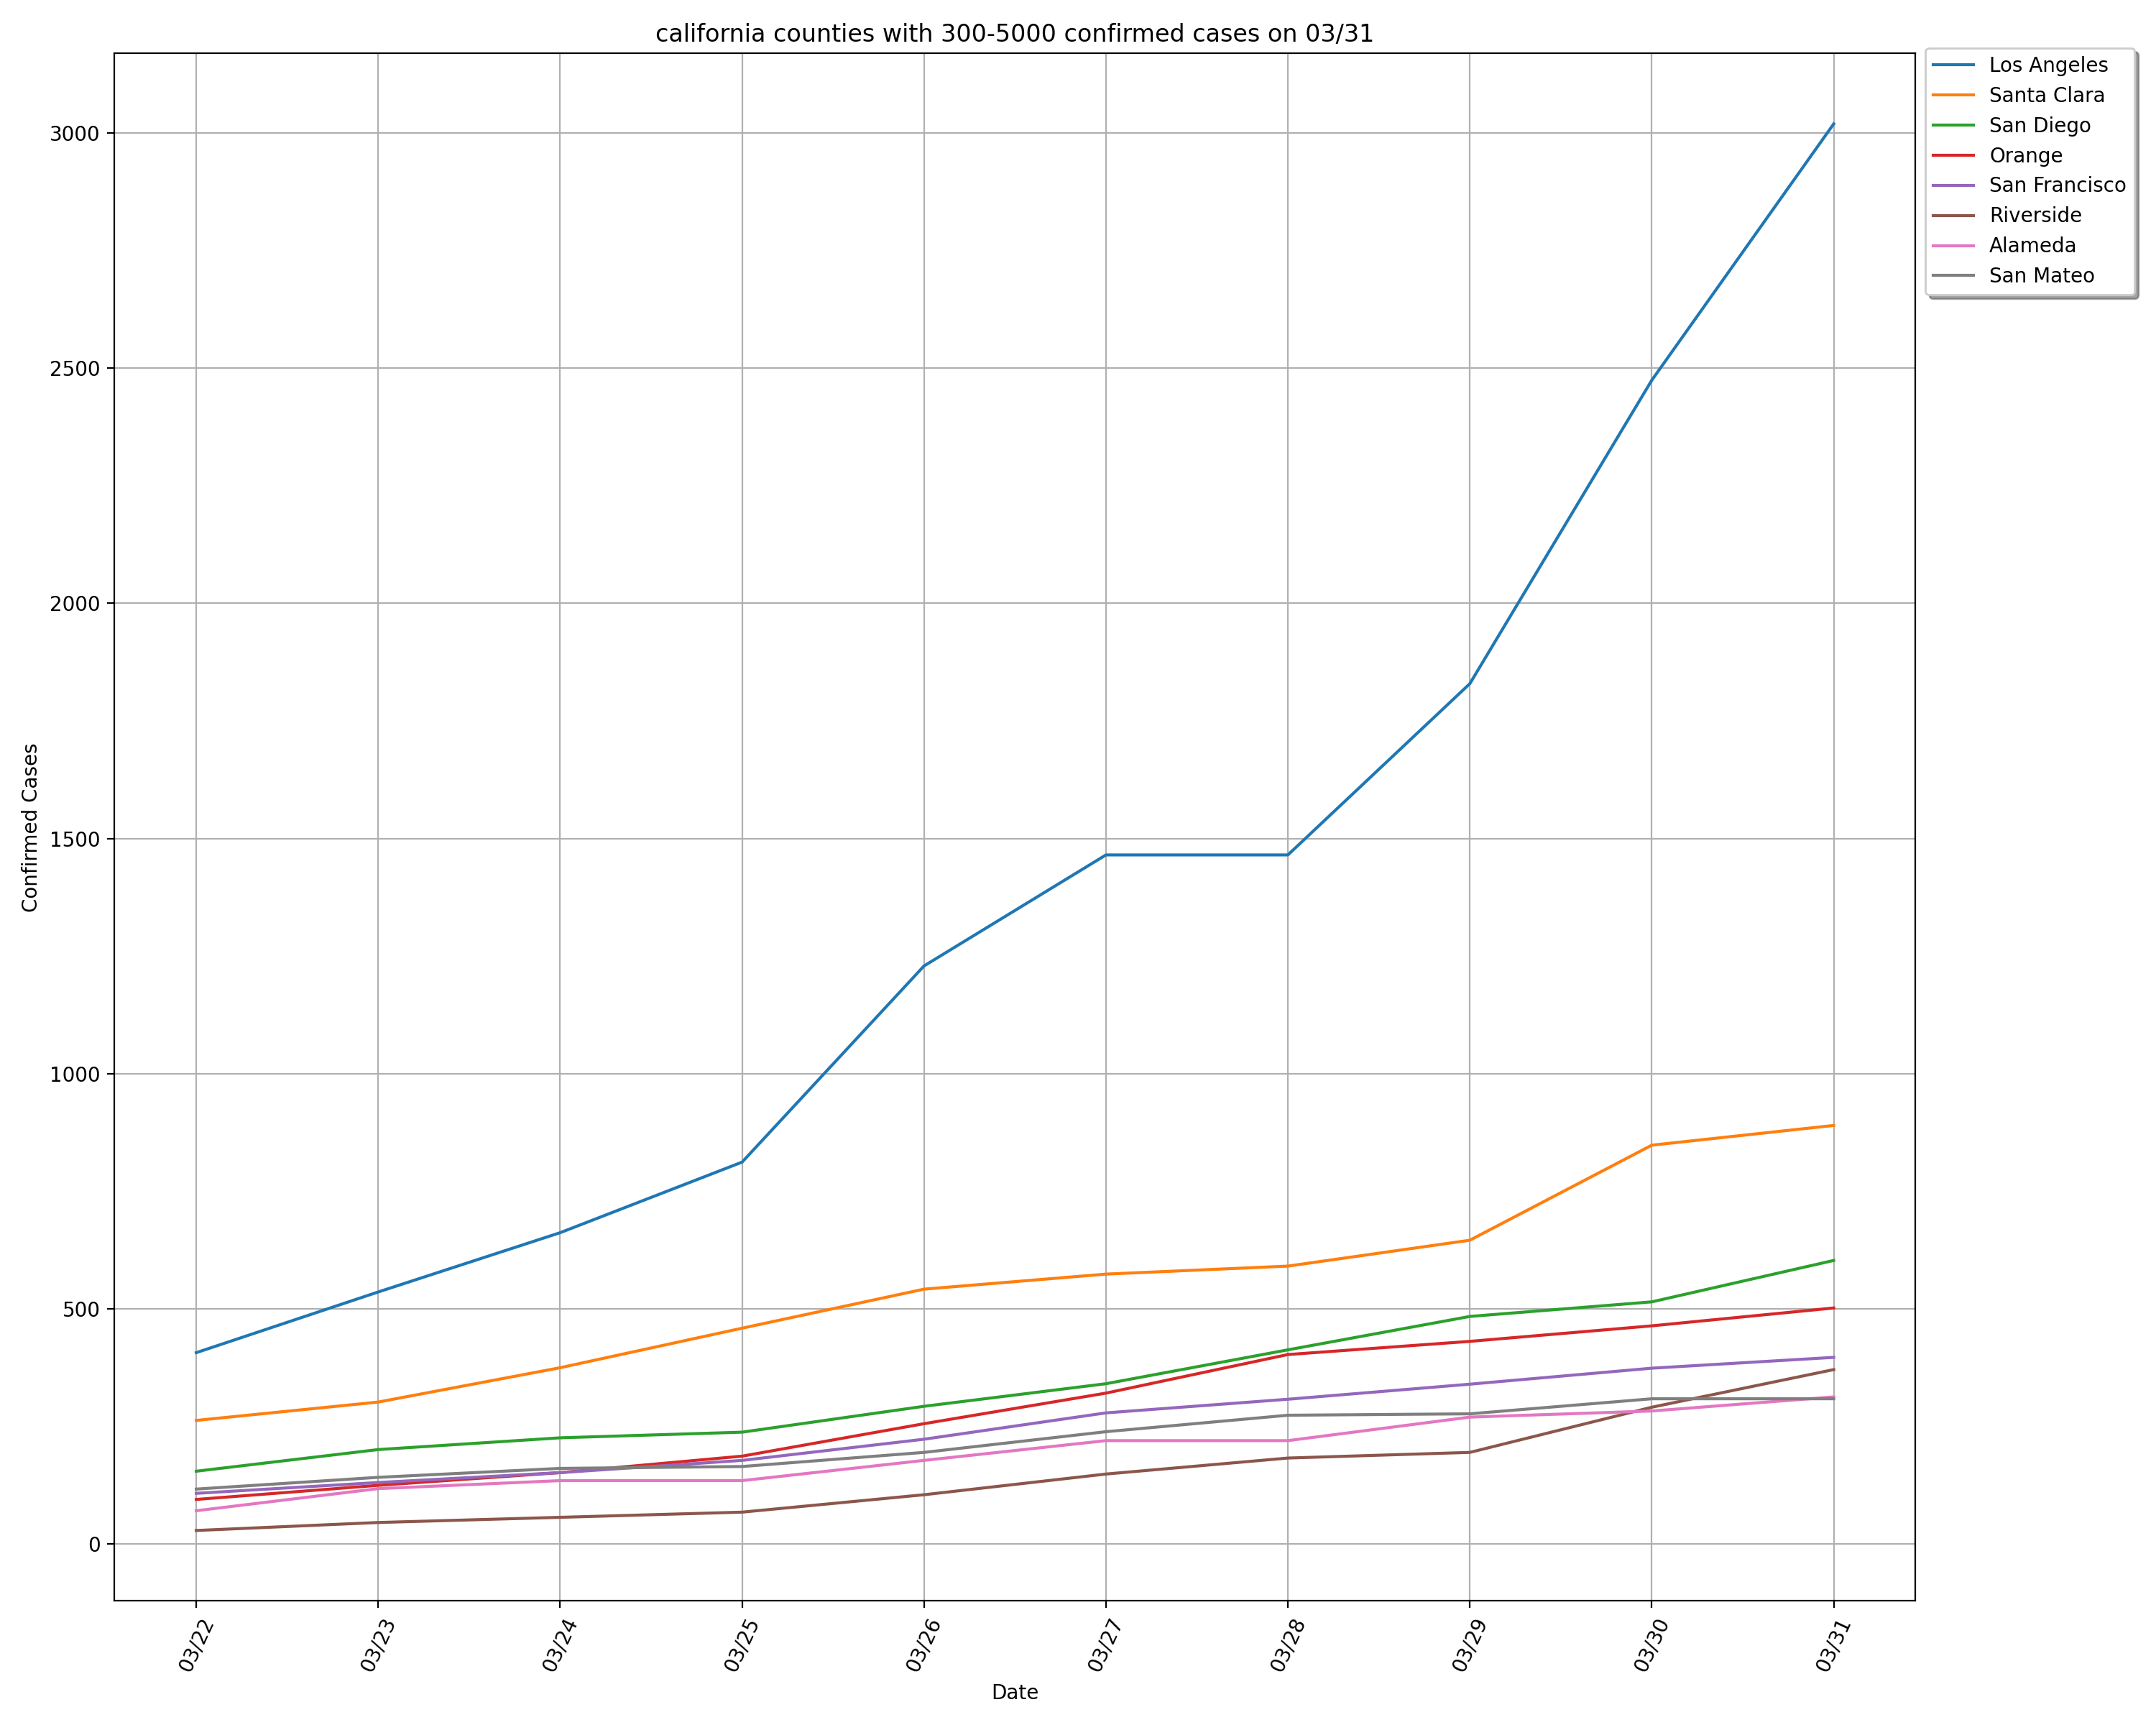 california counties with 300-5000 confirmed cases on 03/31
Los Angeles
Santa Clara
San Diego
Orange
San Francisco
Riverside
Alameda
San Mateo
Confirmed Cases
3000
2500
2000
1500
1000
500
0
03/22
03/23
03/24
03/25
03/26
03/27
03/28
03/29
03/30
03/31
Date